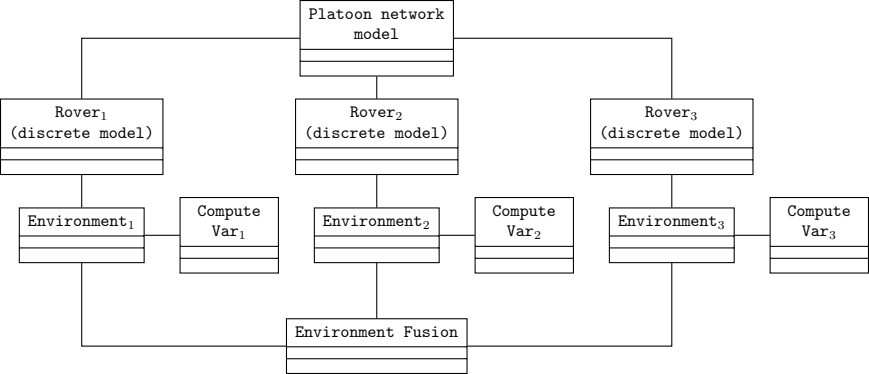 Platoon network
model
Rover₁
(discrete model)
Rover₂
(discrete model)
Rover₃
(discrete model)
Environment₁
Compute
Var₁
Environment₂
Compute
Var₂
Environment₃
Compute
Var₃
Environment Fusion